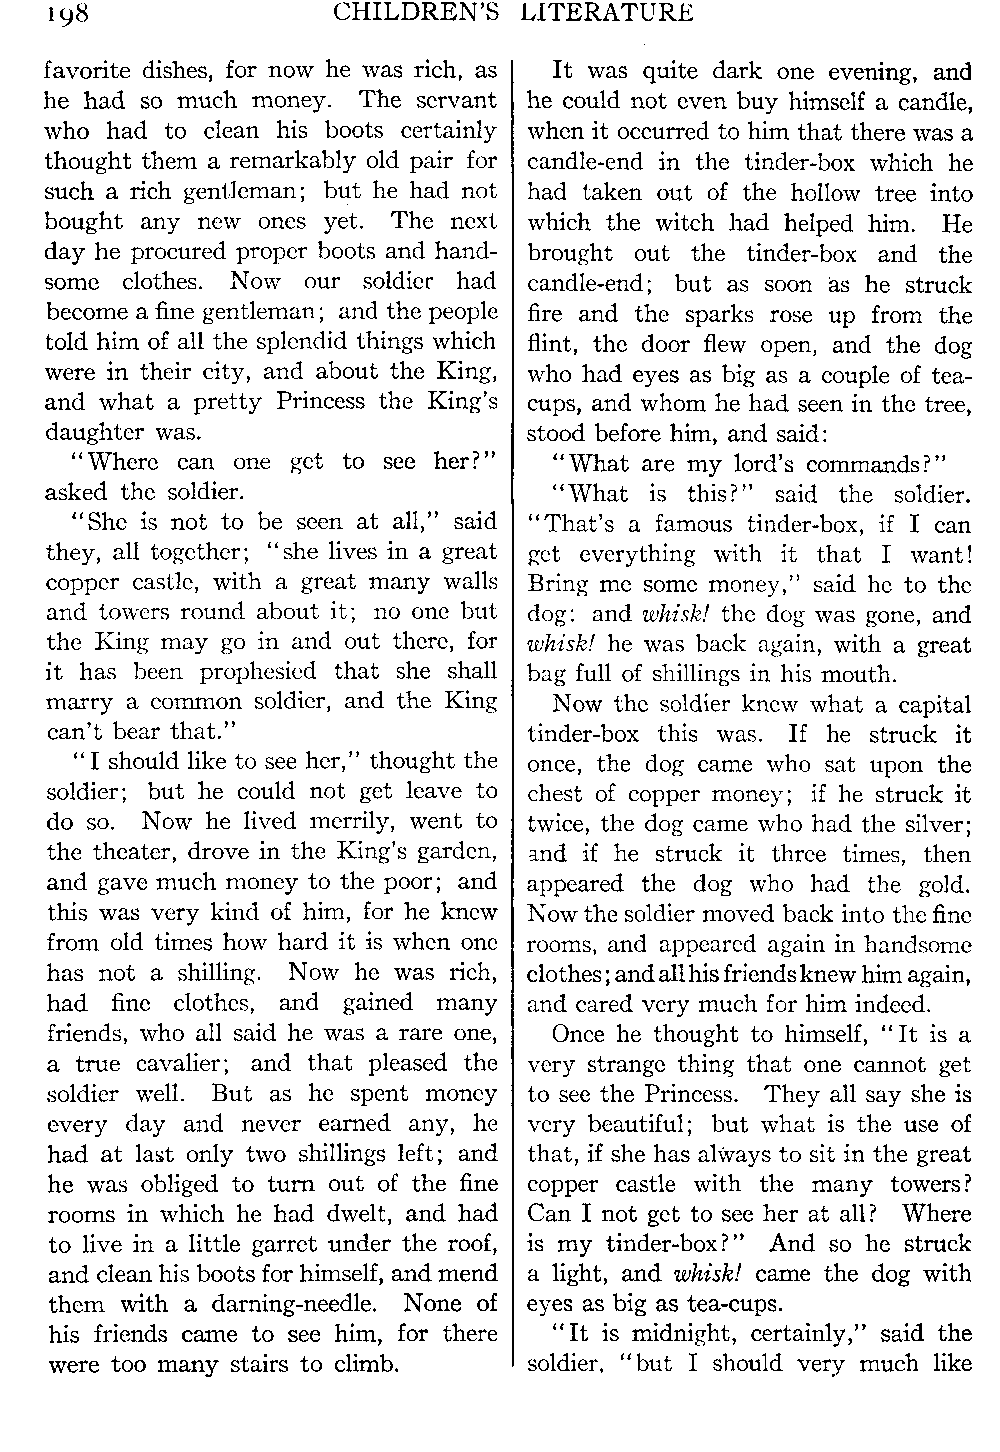 198 CHILDREN'S LITERATURE
favorite dishes, for now he was rich, as
he had so much money. The servant
who had to clean his boots certainly
thought them a remarkably old pair for
such a rich gentleman; but he had not
bought any new ones yet. The next
day he procured proper boots and hand-
some clothes. Now our soldier had
become a fine gentleman; and the people
told him of all the splendid things which
were in their city, and about the King,
and what a pretty Princess the King's
daughter was.
"Where can one get to see her?"
asked the soldier.
"She is not to be seen at all," said
they, all together; "she lives in a great
copper castle, with a great many walls
and towers round about it; no one but
the King may go in and out there, for
it has been prophesied that she shall
marry a common soldier, and the King
can't bear that."
"I should like to see her," thought the
soldier; but he could not get leave to
do so. Now he lived merrily, went to
the theater, drove in the King's garden,
and gave much money to the poor; and
this was very kind of him, for he knew
from old times how hard it is when one
has not a shilling. Now he was rich,
had fine clothes, and gained many
friends, who all said he was a rare one,
a true cavalier; and that pleased the
soldier well. But as he spent money
every day and never earned any, he
had at last only two shillings left; and
he was obliged to turn out of the fine
rooms in which he had dwelt, and had
to live in a little garret under the roof,
and clean his boots for himself, and mend
them with a darning-needle. None of
his friends came to see him, for there
were too many stairs to climb.
It was quite dark one evening, and
he could not even buy himself a candle,
when it occurred to him that there was a
candle-end in the tinder-box which he
had taken out of the hollow tree into
which the witch had helped him. He
brought out the tinder-box and the
candle-end; but as soon as he struck
fire and the sparks rose up from the
flint, the door flew open, and the dog
who had eyes as big as a couple of tea-
cups, and whom he had seen in the tree,
stood before him, and said:
"What are my lord's commands?"
"What is this?" said the soldier.
"That's a famous tinder-box, if I can
get everything with it that I want!
Bring me some money," said he to the
dog: and whisk! the dog was gone, and
whisk! he was back again, with a great
bag full of shillings in his mouth.
Now the soldier knew what a capital
tinder-box this was. If he struck it
once, the dog came who sat upon the
chest of copper money; if he struck it
twice, the dog came who had the silver;
and if he struck it three times, then
appeared the dog who had the gold.
Now the soldier moved back into the fine
rooms, and appeared again in handsome
clothes; and all his friends knew him again,
and cared very much for him indeed.
Once he thought to himself, "It is a
very strange thing that one cannot get
to see the Princess. They all say she is
very beautiful; but what is the use of
that, if she has always to sit in the great
copper castle with the many towers?
Can I not get to see her at all? Where
is my tinder-box?" And so he struck
a light, and whisk! came the dog with
eyes as big as tea-cups.
"It is midnight, certainly," said the
soldier, "but I should very much like